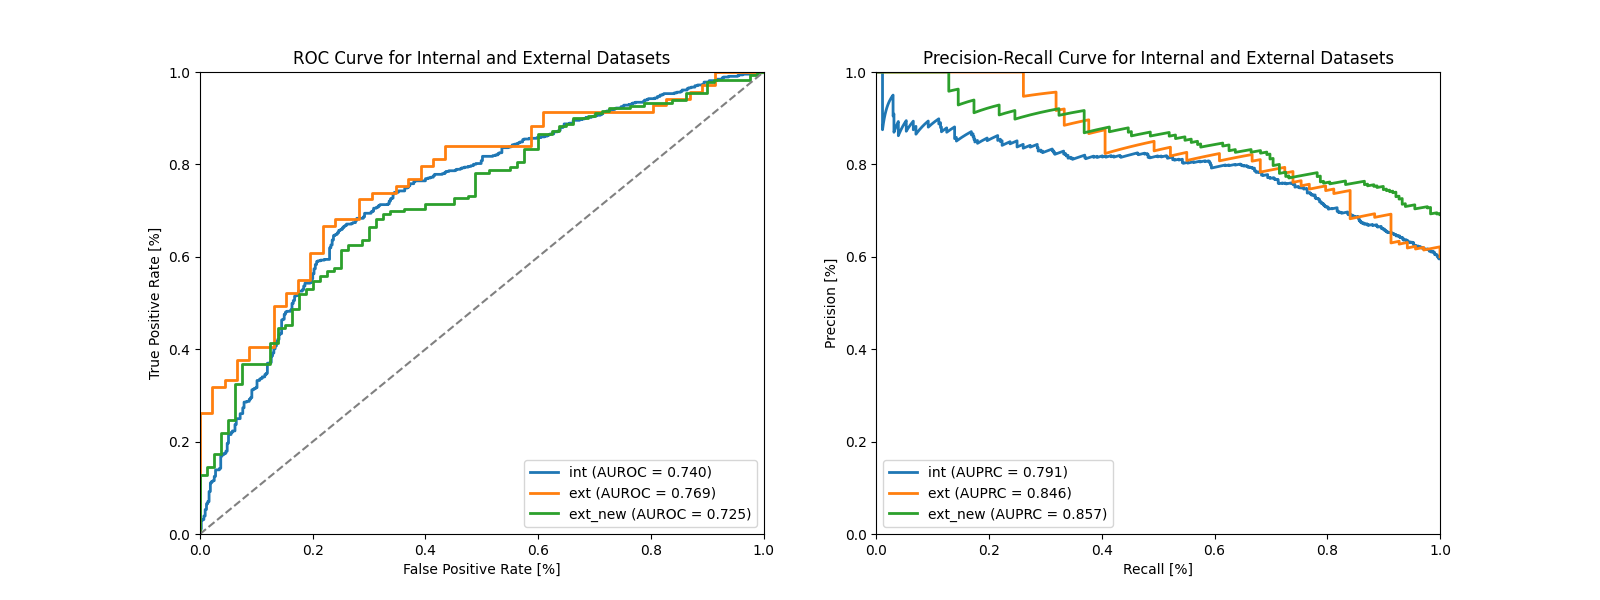 ROC Curve for Internal and External Datasets
1.0
0.8
0.6
0.4
0.2
0.0
True Positive Rate [%]
int (AUROC = 0.740)
ext (AUROC = 0.769)
ext_new (AUROC = 0.725)
0.0 0.2 0.4 0.6 0.8 1.0
False Positive Rate [%]
Precision-Recall Curve for Internal and External Datasets
1.0
0.8
0.6
0.4
0.2
0.0
Precision [%]
int (AUPRC = 0.791)
ext (AUPRC = 0.846)
ext_new (AUPRC = 0.857)
0.0 0.2 0.4 0.6 0.8 1.0
Recall [%]